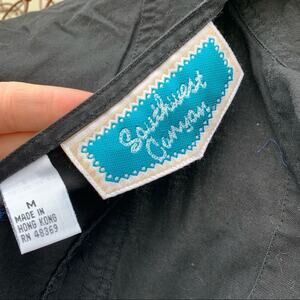 Southwest
Canyon
M
MADE IN
HONG KONG
RN 48369